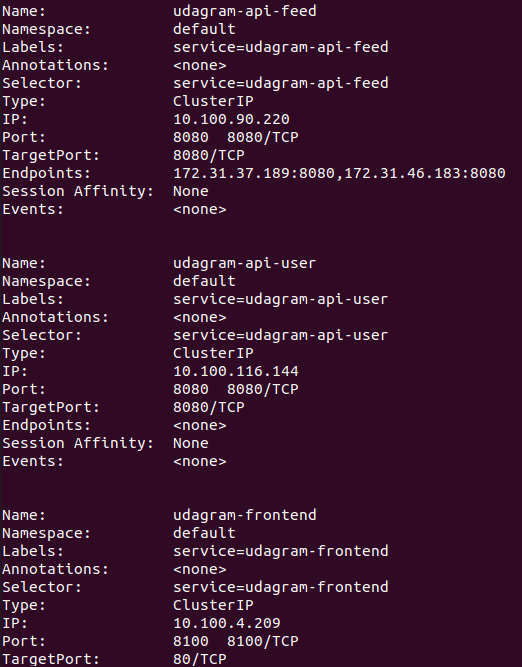 Name: udagram-api-feed
Namespace: default
Labels: service=udagram-api-feed
Annotations: <none>
Selector: service=udagram-api-feed
Type: ClusterIP
IP: 10.100.90.220
Port: 8080 8080/TCP
TargetPort: 8080/TCP
Endpoints: 172.31.37.189:8080,172.31.46.183:8080
Session Affinity: None
Events: <none>
Name: udagram-api-user
Namespace: default
Labels: service=udagram-api-user
Annotations: <none>
Selector: service=udagram-api-user
Type: ClusterIP
IP: 10.100.116.144
Port: 8080 8080/TCP
TargetPort: 8080/TCP
Endpoints: <none>
Session Affinity: None
Events: <none>
Name: udagram-frontend
Namespace: default
Labels: service=udagram-frontend
Annotations: <none>
Selector: service=udagram-frontend
Type: ClusterIP
IP: 10.100.4.209
Port: 8100 8100/TCP
TargetPort: 80/TCP